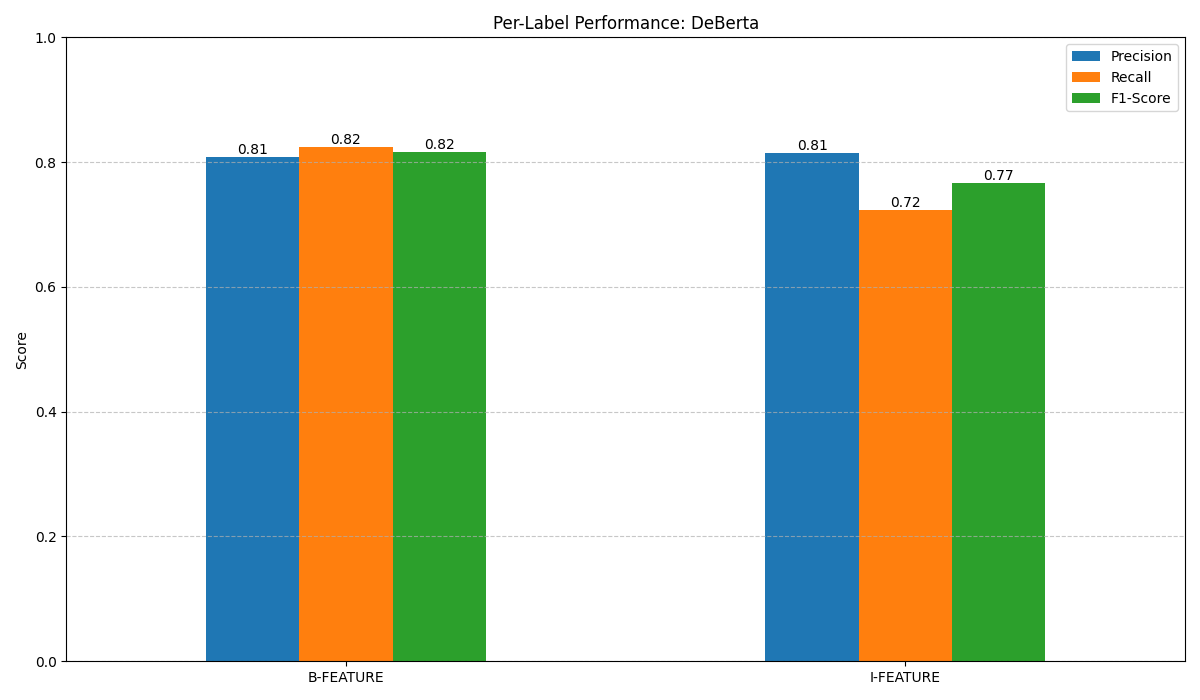 Per-Label Performance: DeBerta
Precision
Recall
F1-Score
1.0
0.8
0.6
0.4
0.2
0.0
Score
0.81
0.82
0.82
0.81
0.72
0.77
B-FEATURE
I-FEATURE